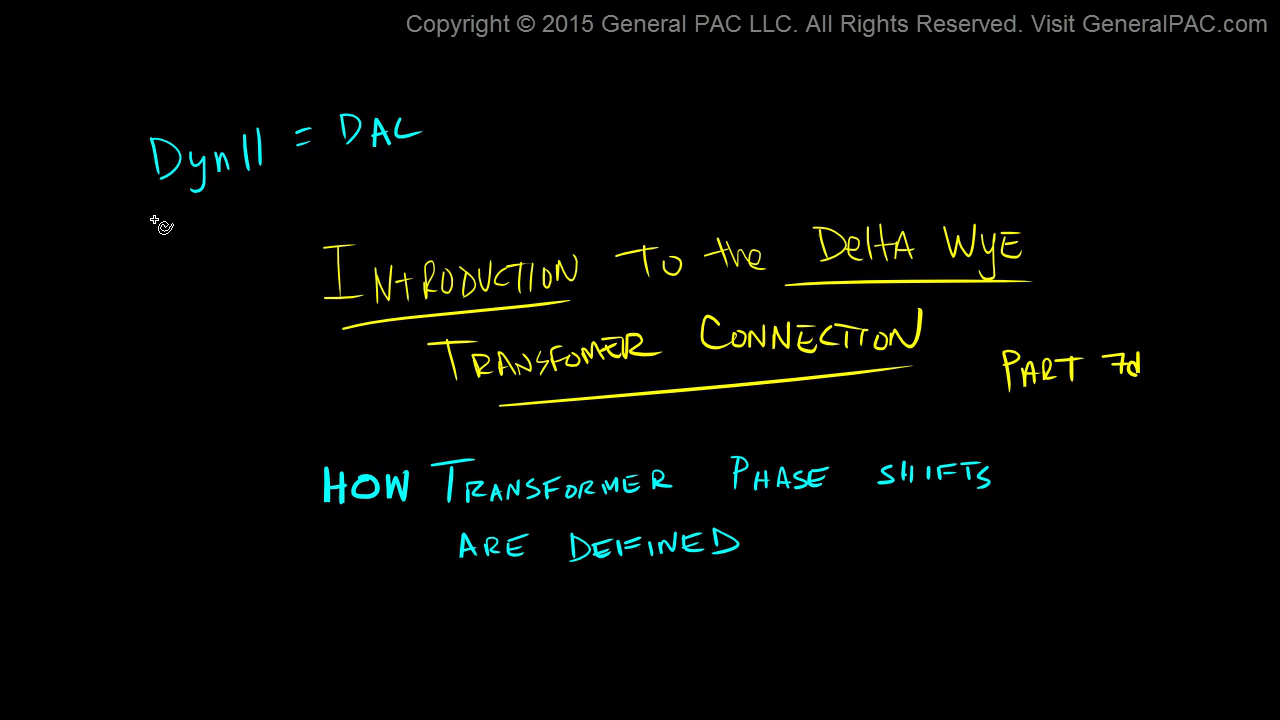 Copyright © 2015 General PAC LLC. All Rights Reserved. Visit GeneralPAC.com
Dyn11 = DAC
INTRODUCTION TO the DeltA WYE
TRANSFOMER CONNECTION
PART 7d
HOW TRANSFORMER PHASE SHIFTS
ARE DEFINED